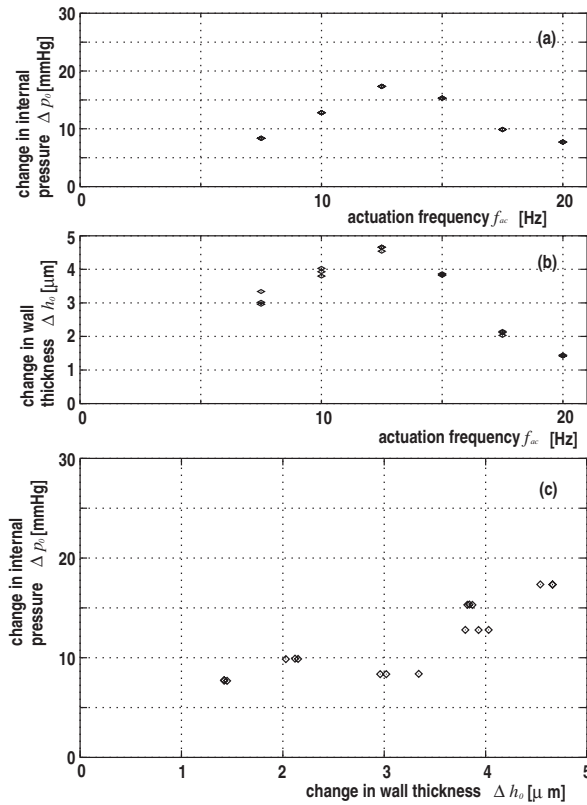 30
20
10
0
change in internal
pressure Δ p₀ [mmHg]
(a)
0
10
20
actuation frequency f_ac [Hz]
5
4
3
2
1
0
change in wall
thickness Δ h₀ [μm]
(b)
0
10
20
actuation frequency f_ac [Hz]
30
20
10
0
change in internal
pressure Δ p₀ [mmHg]
(c)
0
1
2
3
4
5
change in wall thickness Δ h₀ [μ m]